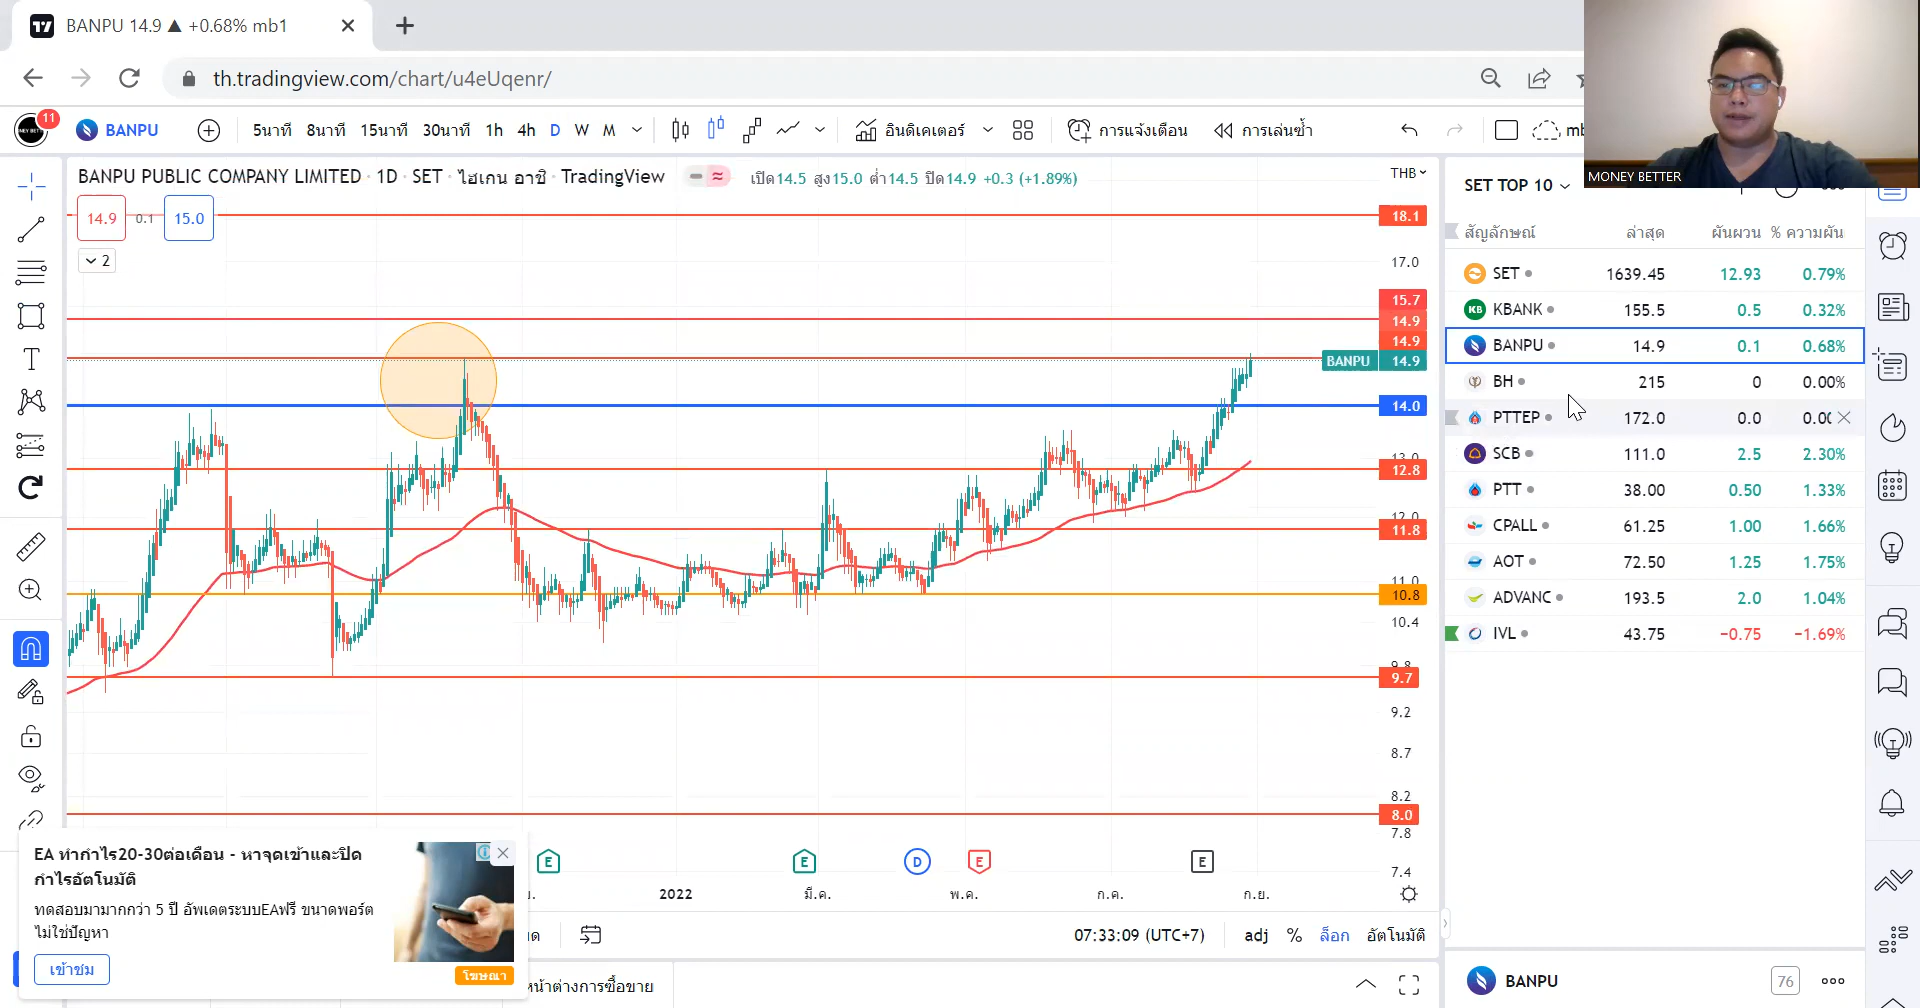 BANPU 14.9 ▲ +0.68% mb1
th.tradingview.com/chart/u4eUqenr/
11
BANPU
5นาที 8นาที 15นาที 30นาที 1h 4h D W M
อินดิเคเตอร์
การแจ้งเตือน
การเล่นซ้ำ
MONEY BETTER
BANPU PUBLIC COMPANY LIMITED · 1D · SET · ไฮเกน อาชิ · TradingView
เปิด14.5 สูง15.0 ต่ำ14.5 ปิด14.9 +0.3 (+1.89%)
THB
14.9 0.1 15.0
2
18.1
17.0
15.7
14.9
14.9
BANPU 14.9
14.0
13.0
12.8
12.0
11.8
11.0
10.8
10.4
9.8
9.7
9.2
8.7
8.2
8.0
7.8
7.4
E E D E E
2022 มี.ค. พ.ค. ก.ค. ก.ย.
07:33:09 (UTC+7) adj % ล็อก อัตโนมัติ
EA ทำกำไร20-30ต่อเดือน - หาจุดเข้าและปิด
กำไรอัตโนมัติ
ทดสอบมามากกว่า 5 ปี อัพเดตระบบEAฟรี ขนาดพอร์ต
ไม่ใช่ปัญหา
เข้าชม
โฆษณา
SET TOP 10
สัญลักษณ์ ล่าสุด ผันผวน % ความผัน
SET 1639.45 12.93 0.79%
KBANK 155.5 0.5 0.32%
BANPU 14.9 0.1 0.68%
BH 215 0 0.00%
PTTEP 172.0 0.0 0.00
SCB 111.0 2.5 2.30%
PTT 38.00 0.50 1.33%
CPALL 61.25 1.00 1.66%
AOT 72.50 1.25 1.75%
ADVANC 193.5 2.0 1.04%
IVL 43.75 −0.75 −1.69%
BANPU 76